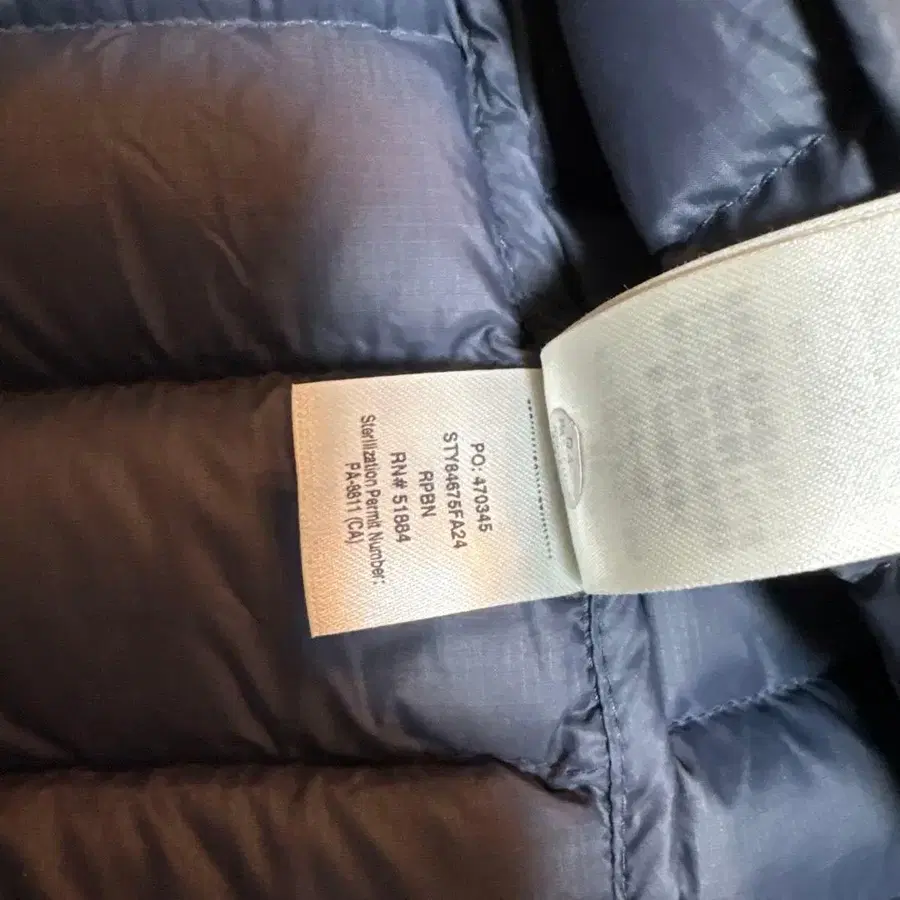 PO: 470345
STY84675FA24
RPBN
RN# 51884
Sterilization Permit Number:
PA-8811 (CA)